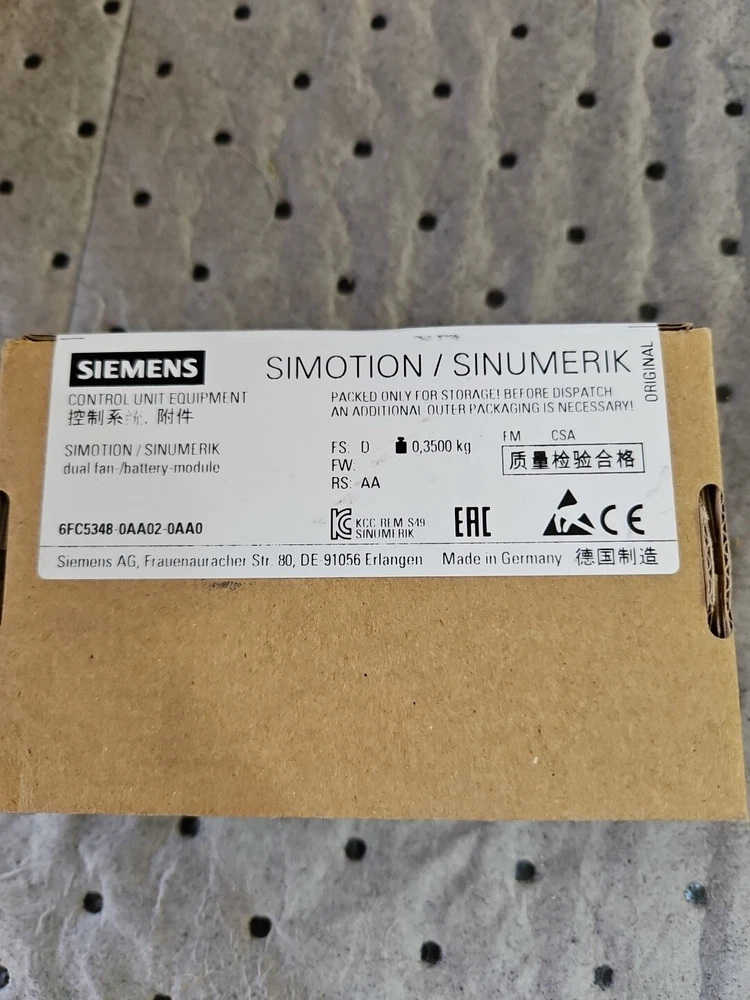 SIEMENS
SIMOTION / SINUMERIK
ORIGINAL
CONTROL UNIT EQUIPMENT
控制系统, 附件
PACKED ONLY FOR STORAGE! BEFORE DISPATCH
AN ADDITIONAL OUTER PACKAGING IS NECESSARY!
SIMOTION / SINUMERIK
dual fan-/battery-module
FS: D 0,3500 kg
FW:
RS: AA
FM CSA
质量检验合格
6FC5348-0AA02-0AA0
KCC REM S49
SINUMERIK
EAC
CE
Siemens AG, Frauenauracher Str. 80, DE 91056 Erlangen Made in Germany 德国制造